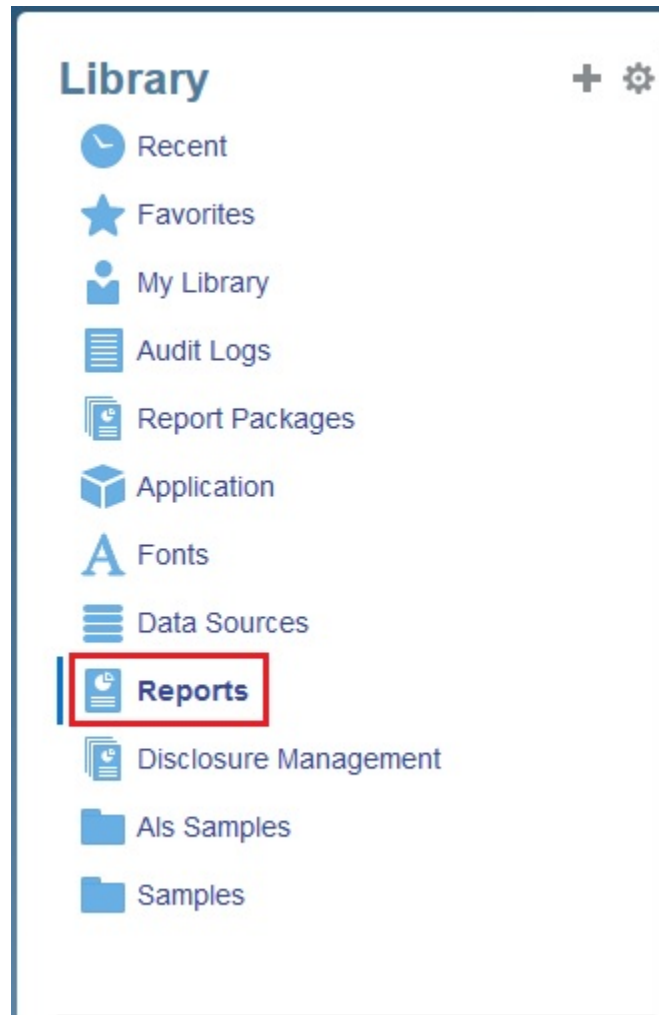 Library
Recent
Favorites
My Library
Audit Logs
Report Packages
Application
Fonts
Data Sources
Reports
Disclosure Management
Als Samples
Samples